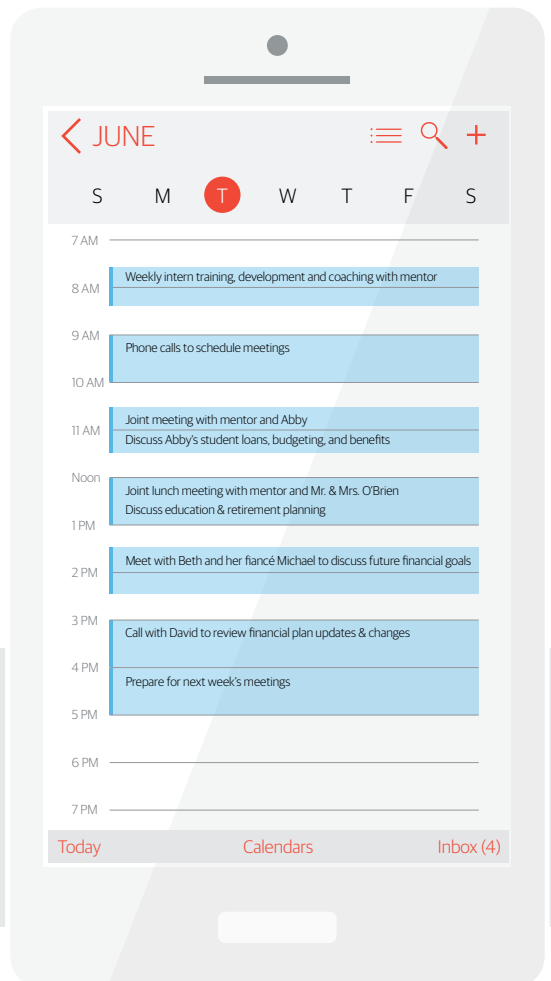 JUNE
S M T W T F S
7 AM
Weekly intern training, development and coaching with mentor
8 AM
9 AM
Phone calls to schedule meetings
10 AM
Joint meeting with mentor and Abby
11 AM
Discuss Abby's student loans, budgeting, and benefits
Noon
Joint lunch meeting with mentor and Mr. & Mrs. O'Brien
Discuss education & retirement planning
1 PM
Meet with Beth and her fiancé Michael to discuss future financial goals
2 PM
3 PM
Call with David to review financial plan updates & changes
4 PM
Prepare for next week's meetings
5 PM
6 PM
7 PM
Today Calendars Inbox (4)